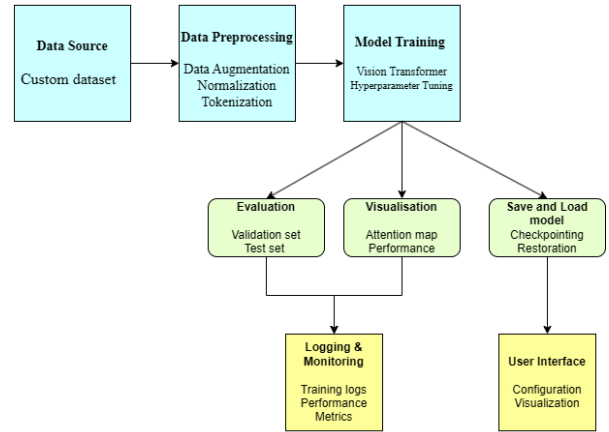 Data Source
Custom dataset
Data Preprocessing
Data Augmentation
Normalization
Tokenization
Model Training
Vision Transformer
Hyperparameter Tuning
Evaluation
Validation set
Test set
Visualisation
Attention map
Performance
Save and Load
model
Checkpointing
Restoration
Logging &
Monitoring
Training logs
Performance
Metrics
User Interface
Configuration
Visualization